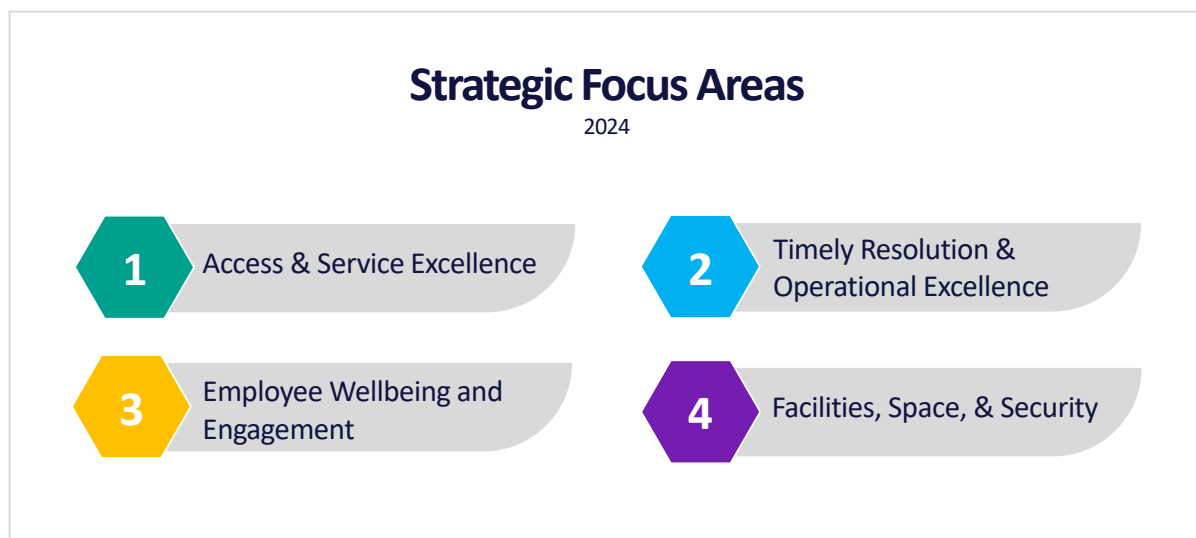 Strategic Focus Areas
2024
1
Access & Service Excellence
2
Timely Resolution &
Operational Excellence
3
Employee Wellbeing and
Engagement
4
Facilities, Space, & Security